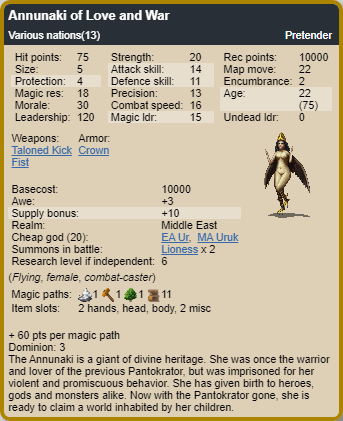 Annunaki of Love and War
Various nations(13) Pretender
Hit points: 75 Strength: 20 Rec points: 10000
Size: 5 Attack skill: 14 Map move: 22
Protection: 4 Defence skill: 11 Encumbrance: 2
Magic res: 18 Precision: 13 Age: 22
Morale: 30 Combat speed: 16 (75)
Leadership: 120 Magic ldr: 15 Undead ldr: 0
Weapons: Armor:
Taloned Kick Crown
Fist
Basecost: 10000
Awe: +3
Supply bonus: +10
Realm: Middle East
Cheap god (20): EA Ur, MA Uruk
Summons in battle: Lioness x 2
Research level if independent: 6
(Flying, female, combat-caster)
Magic paths: 1 1 1 11
Item slots: 2 hands, head, body, 2 misc
+ 60 pts per magic path
Dominion: 3
The Annunaki is a giant of divine heritage. She was once the warrior
and lover of the previous Pantokrator, but was imprisoned for her
violent and promiscuous behavior. She has given birth to heroes,
gods and monsters alike. Now with the Pantokrator gone, she is
ready to claim a world inhabited by her children.